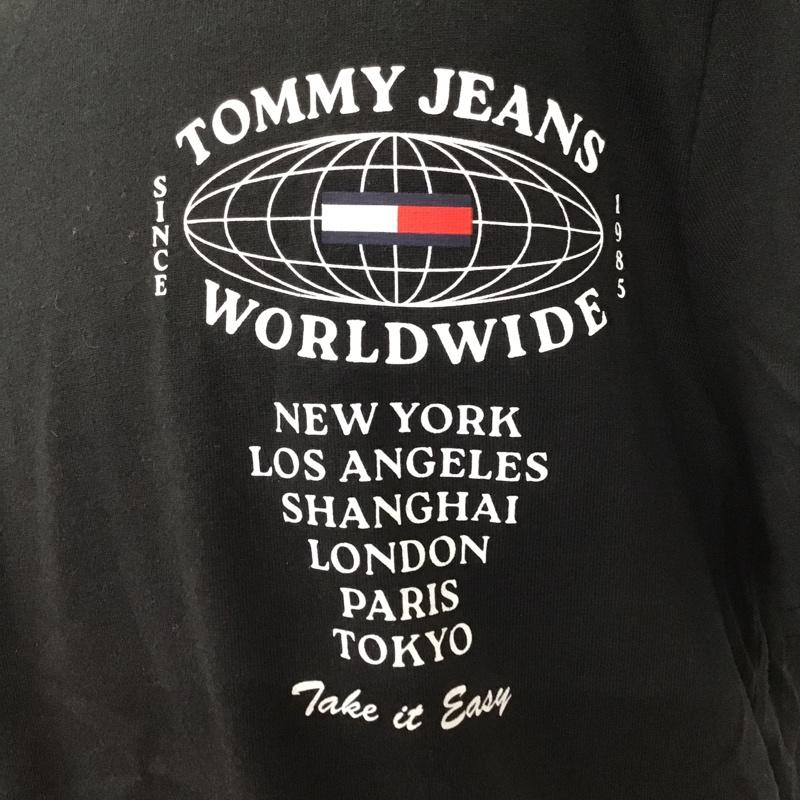 TOMMY JEANS
SINCE
1985
WORLDWIDE
NEW YORK
LOS ANGELES
SHANGHAI
LONDON
PARIS
TOKYO
Take it Easy